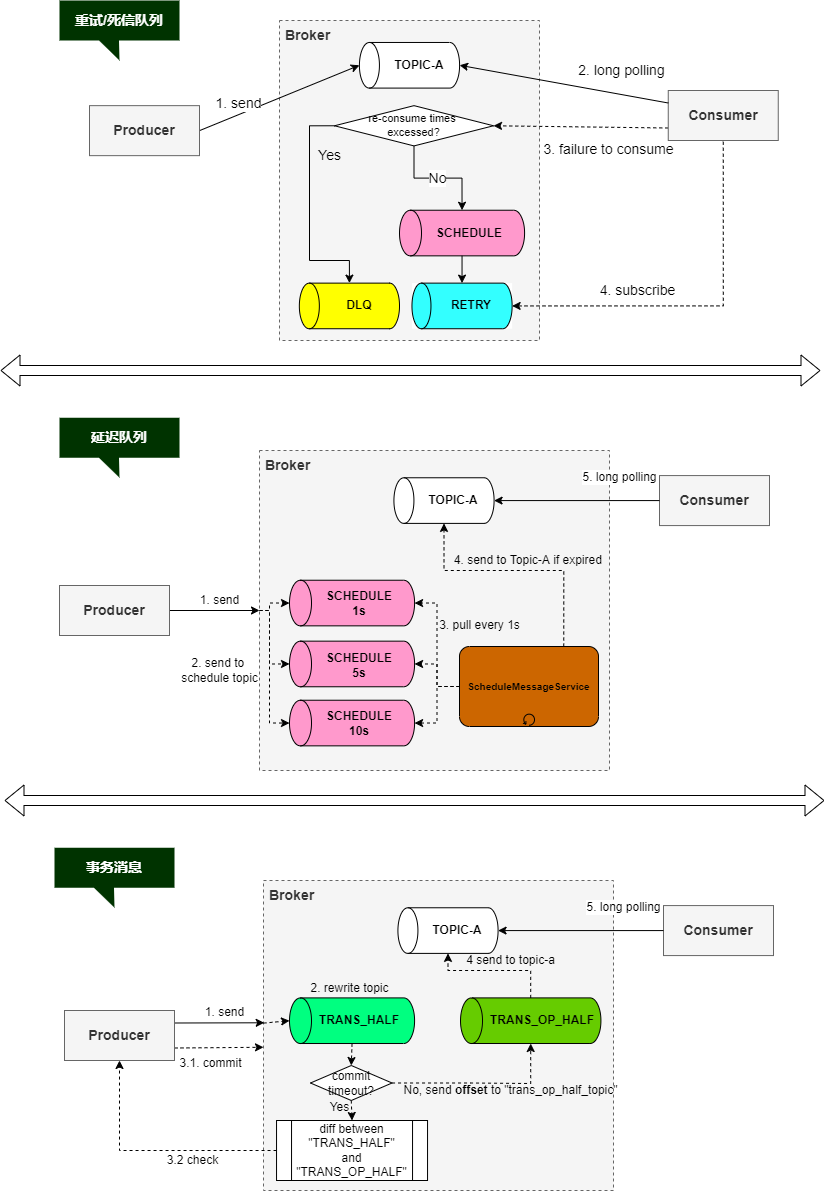 重试/死信队列
Broker
TOPIC-A
2. long polling
1. send
Producer
Consumer
re-consume times
excessed?
3. failure to consume
Yes
No
SCHEDULE
4. subscribe
DLQ
RETRY
延迟队列
Broker
5. long polling
TOPIC-A
Consumer
4. send to Topic-A if expired
SCHEDULE
1s
1. send
Producer
3. pull every 1s
2. send to
schedule topic
SCHEDULE
5s
ScheduleMessageService
SCHEDULE
10s
事务消息
Broker
5. long polling
TOPIC-A
Consumer
4 send to topic-a
2. rewrite topic
1. send
TRANS_HALF
TRANS_OP_HALF
Producer
3.1. commit
commit
timeout?
No, send offset to "trans_op_half_topic"
Yes
diff between
"TRANS_HALF"
and
"TRANS_OP_HALF"
3.2 check